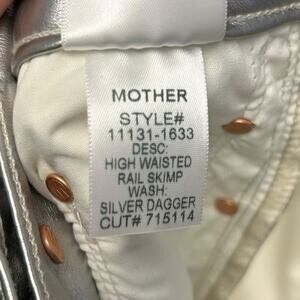 MOTHER
STYLE#
11131-1633
DESC:
HIGH WAISTED
RAIL SKIMP
WASH:
SILVER DAGGER
CUT# 715114